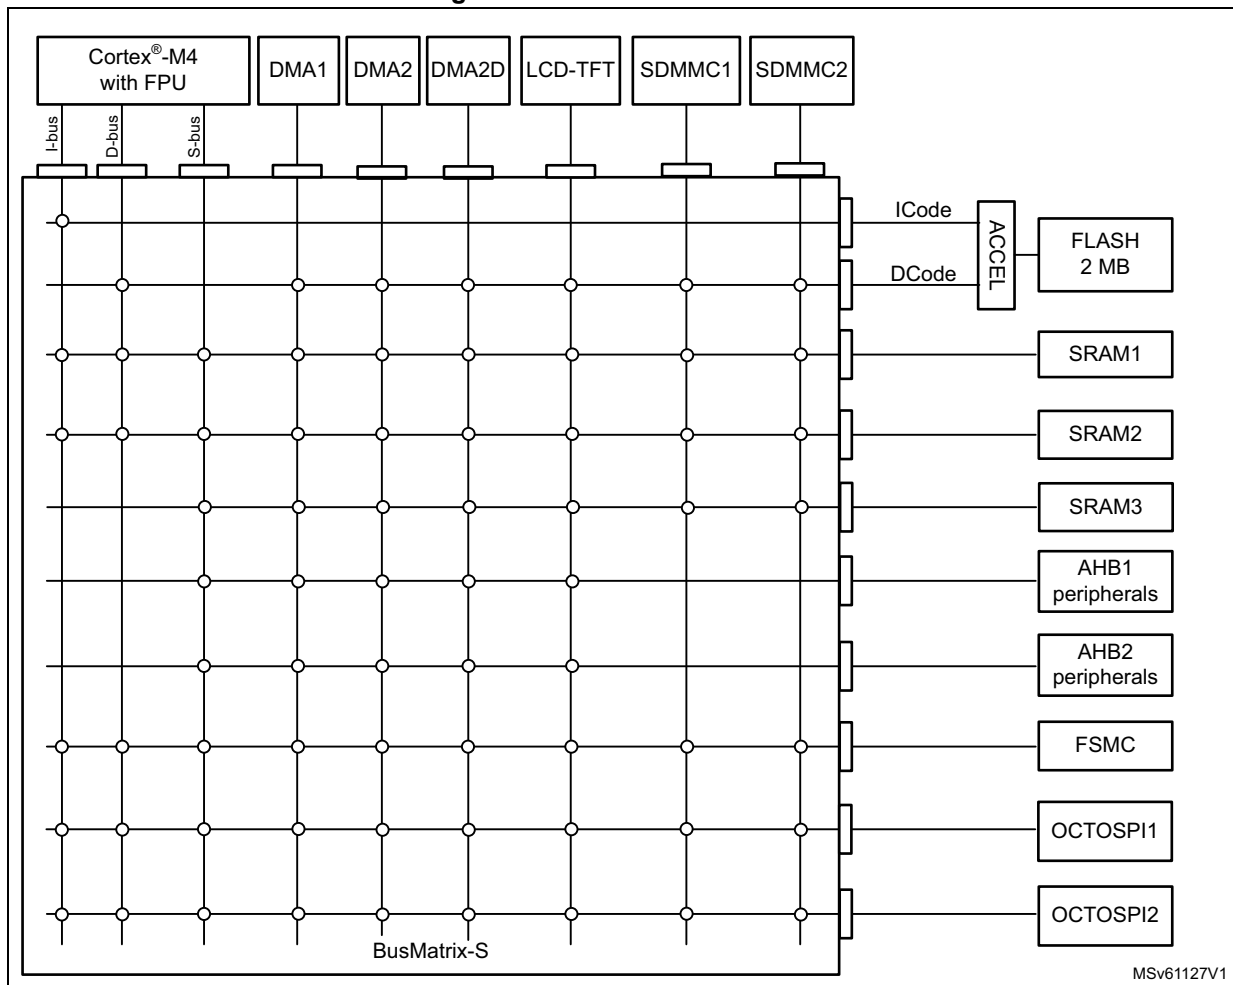 Cortex®-M4
with FPU
DMA1
DMA2
DMA2D
LCD-TFT
SDMMC1
SDMMC2
I-bus
D-bus
S-bus
ICode
DCode
ACCEL
FLASH
2 MB
SRAM1
SRAM2
SRAM3
AHB1
peripherals
AHB2
peripherals
FSMC
OCTOSPI1
OCTOSPI2
BusMatrix-S
MSv61127V1